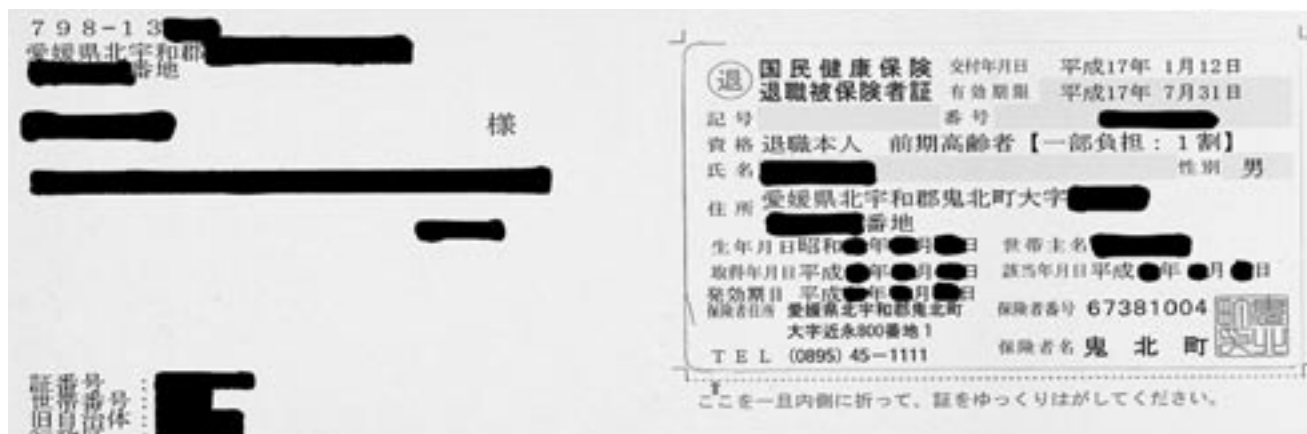 798-13
愛媛県北宇和郡
番地
様
証番号 :
世帯番号 :
旧自治体 :
退
国民健康保険 交付年月日 平成17年 1月12日
退職被保険者証 有効期限 平成17年 7月31日
記号 番号
資格 退職本人 前期高齢者【一部負担:1割】
氏名 性別 男
住所 愛媛県北宇和郡鬼北町大字
番地
生年月日 昭和 年 月 日 世帯主名
取得年月日 平成 年 月 日 該当年月日 平成 年 月 日
発効期日 平成 年 月 日
保険者住所 愛媛県北宇和郡鬼北町 保険者番号 67381004
大字近永800番地1
TEL (0895) 45-1111 保険者名 鬼北町
ここを一旦内側に折って、証をゆっくりはがしてください。